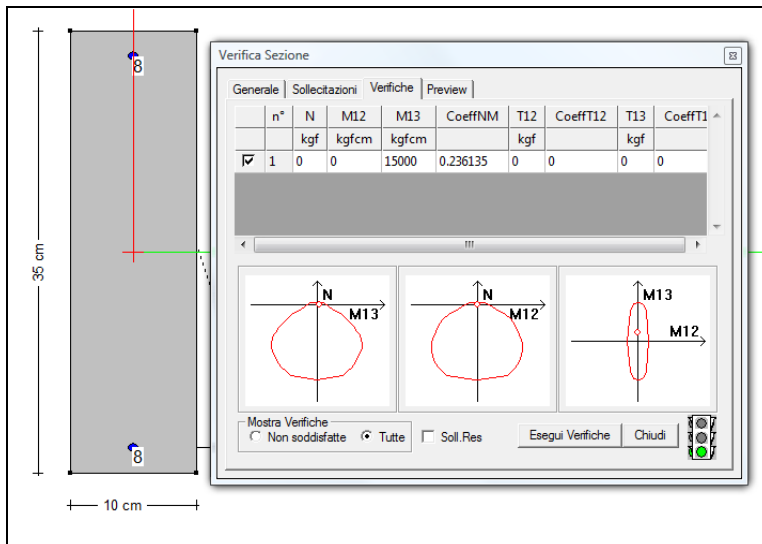 8
35 cm
8
10 cm
Verifica Sezione
Generale Sollecitazioni Verifiche Preview
n° N M12 M13 CoeffNM T12 CoeffT12 T13 CoeffT1
kgf kgfcm kgfcm kgf kgf
1 0 0 15000 0.236135 0 0 0 0
N
M13
N
M12
M13
M12
Mostra Verifiche
Non soddisfatte Tutte Soll.Res Esegui Verifiche Chiudi